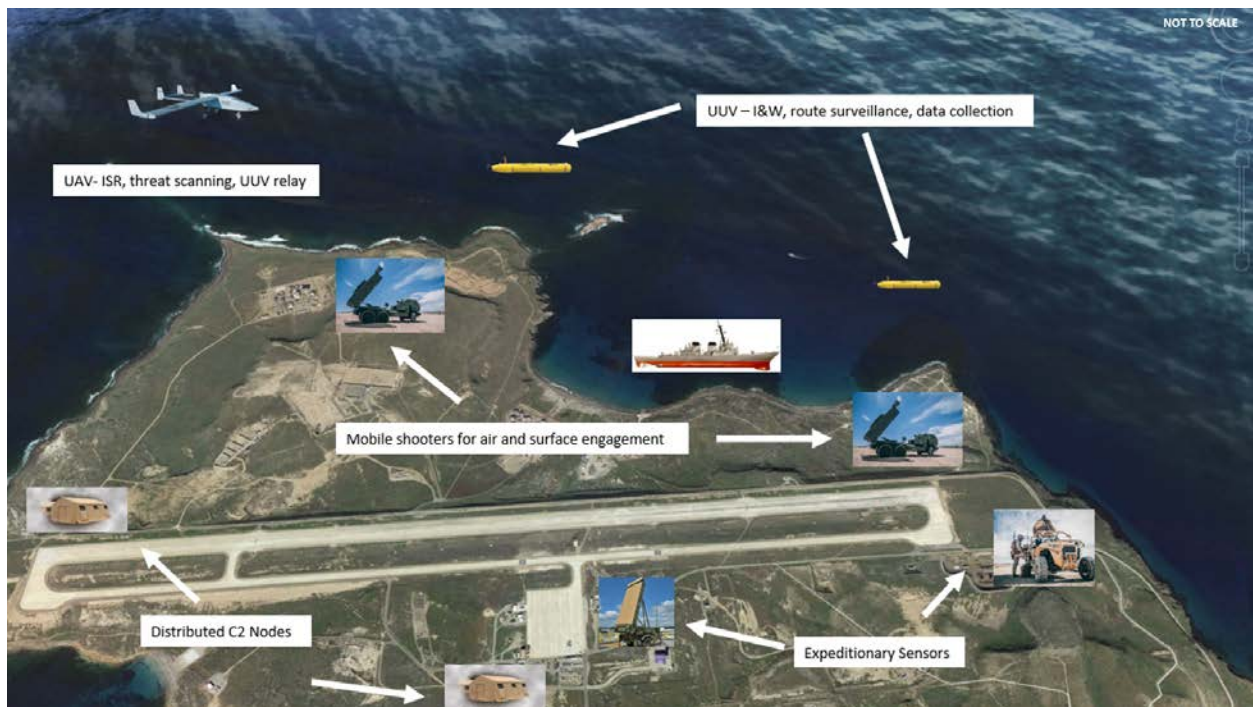 NOT TO SCALE
UUV – I&W, route surveillance, data collection
UAV- ISR, threat scanning, UUV relay
Mobile shooters for air and surface engagement
Distributed C2 Nodes
Expeditionary Sensors